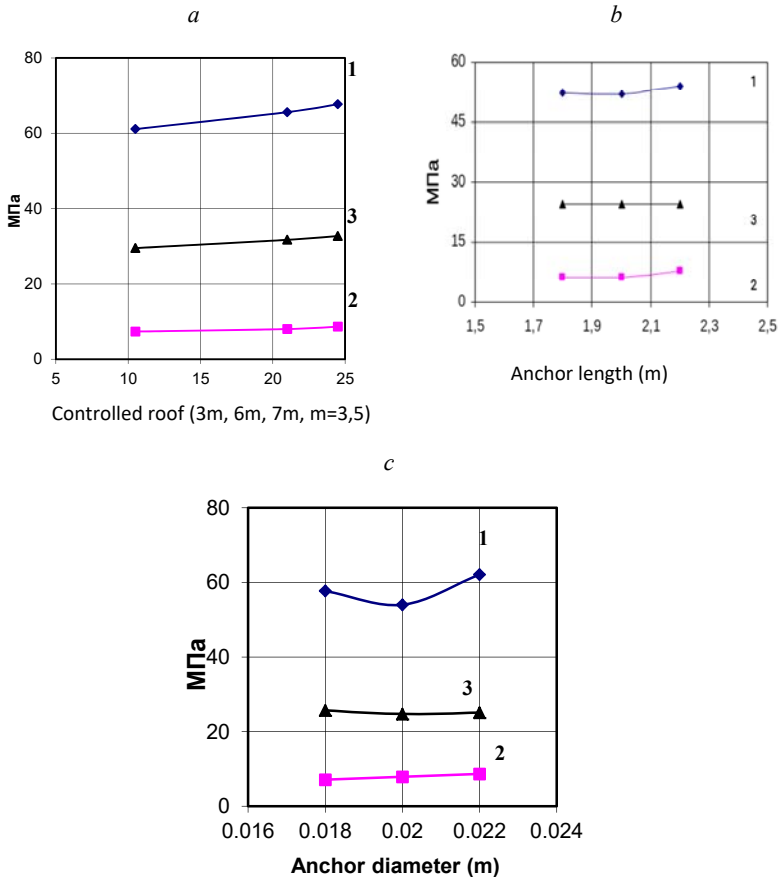 a
b
80
60
40
20
0
МПа
1
3
2
5 10 15 20 25
Controlled roof (3m, 6m, 7m, m=3,5)
60
45
30
15
0
МПа
1
3
2
1,5 1,7 1,9 2,1 2,3 2,5
Anchor length (m)
c
80
60
40
20
0
МПа
1
3
2
0.016 0.018 0.02 0.022 0.024
Anchor diameter (m)